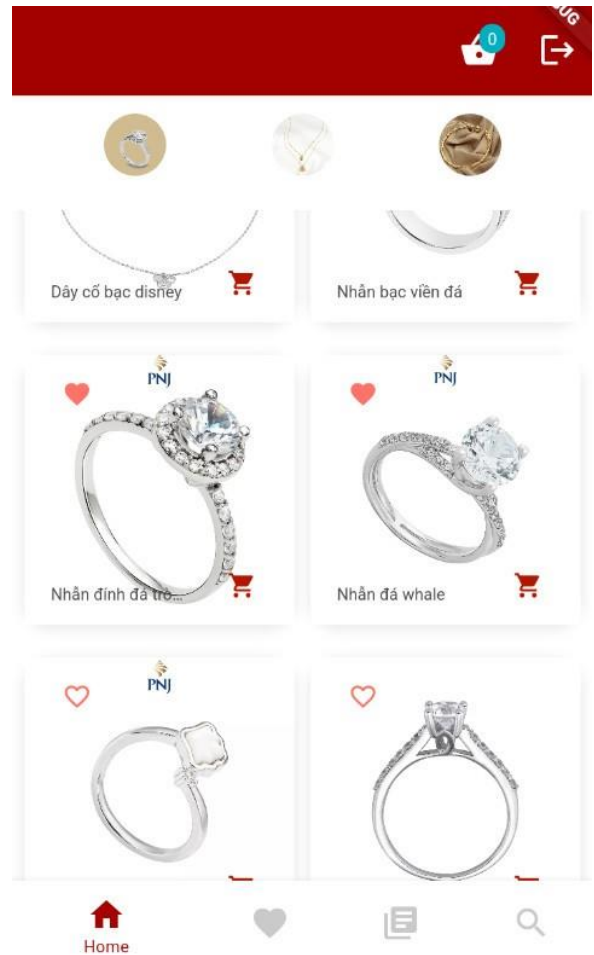 UG
0
Dây cổ bạc disney
Nhẫn bạc viền đá
PNJ
PNJ
Nhẫn đính đá trò...
Nhẫn đá whale
PNJ
Home